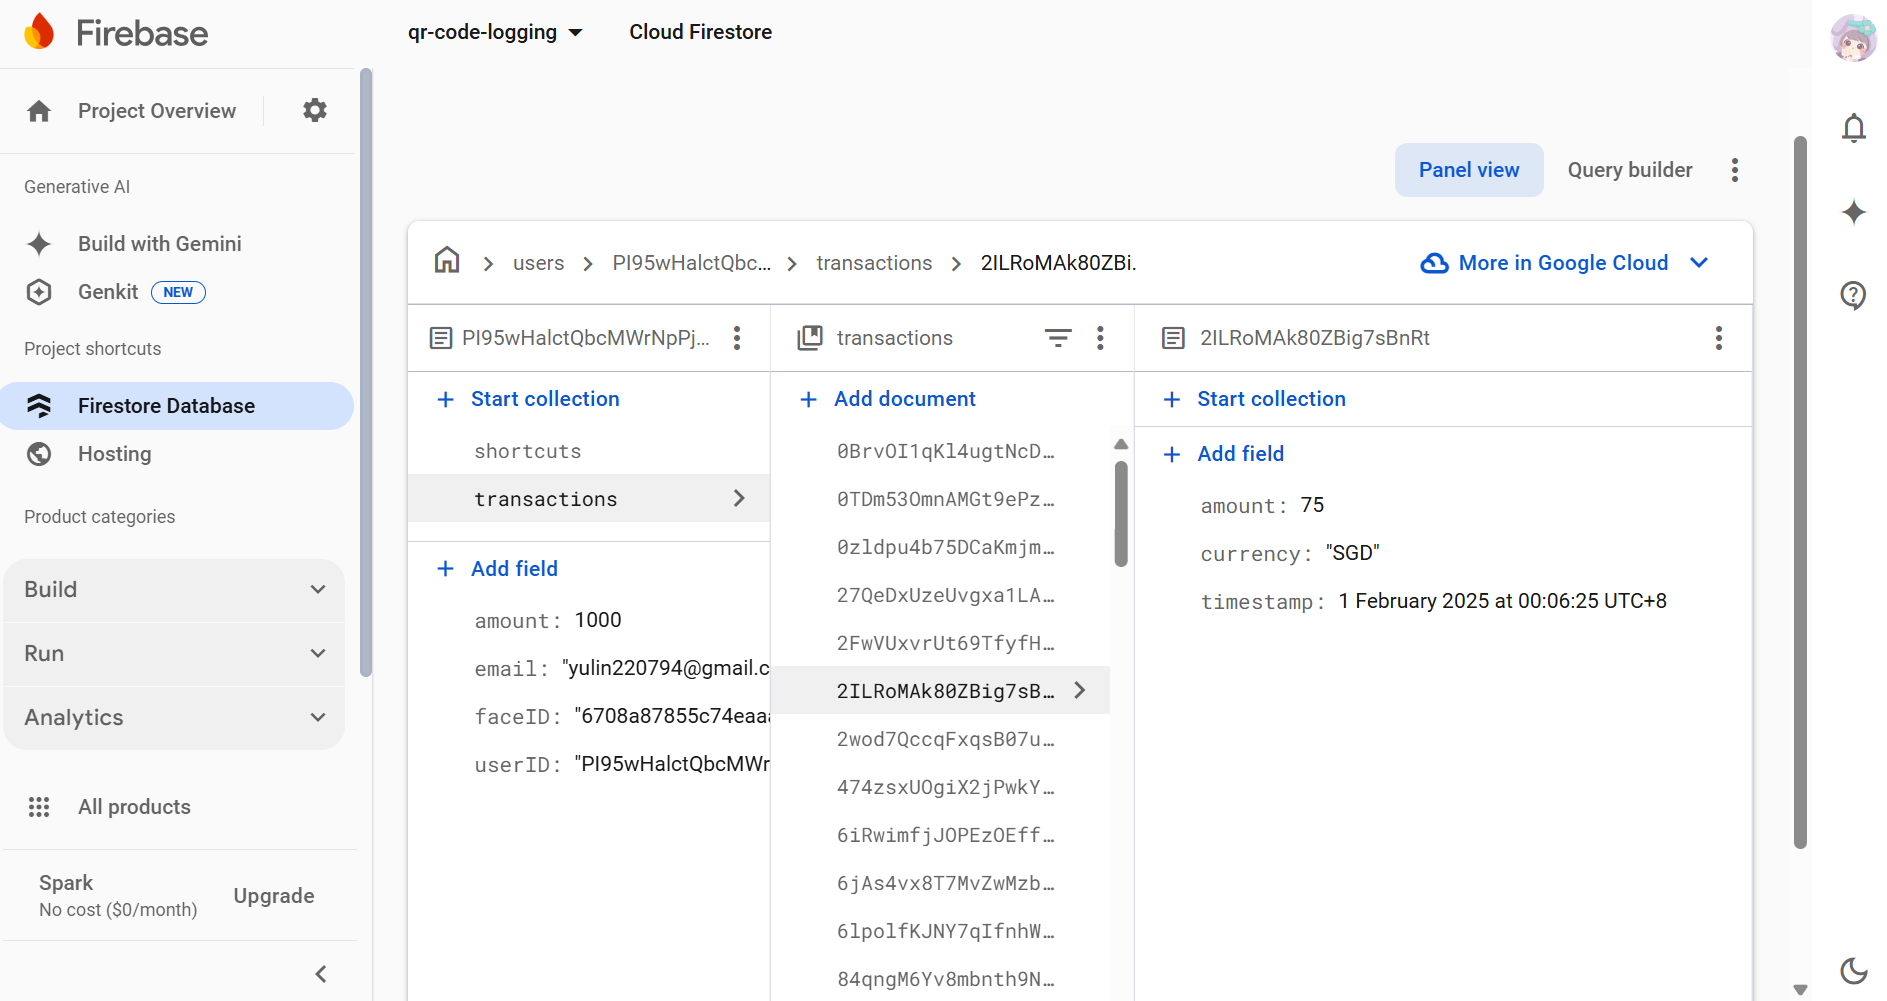 Firebase
qr-code-logging
Cloud Firestore
Project Overview
Generative AI
Build with Gemini
Genkit NEW
Project shortcuts
Firestore Database
Hosting
Product categories
Build
Run
Analytics
All products
Spark
No cost ($0/month)
Upgrade
Panel view
Query builder
users
PI95wHalctQbc...
transactions
2ILRoMAk80ZBi.
More in Google Cloud
PI95wHalctQbcMWrNpPj...
Start collection
shortcuts
transactions
Add field
amount: 1000
email: "yulin220794@gmail.c
faceID: "6708a87855c74eaaa
userID: "PI95wHalctQbcMWr
transactions
Add document
0BrvOI1qKl4ugtNcD…
0TDm53OmnAMGt9ePz…
0zldpu4b75DCaKmjm…
27QeDxUzeUvgxa1LA…
2FwVUxvrUt69TfyfH…
2ILRoMAk80ZBig7sB…
2wod7QccqFxqsB07u…
474zsxUOgiX2jPwkY…
6iRwimfjJOPEzOEff…
6jAs4vx8T7MvZwMzb…
6lpolfKJNY7qIfnhW…
84qngM6Yv8mbnth9N…
2ILRoMAk80ZBig7sBnRt
Start collection
Add field
amount: 75
currency: "SGD"
timestamp: 1 February 2025 at 00:06:25 UTC+8